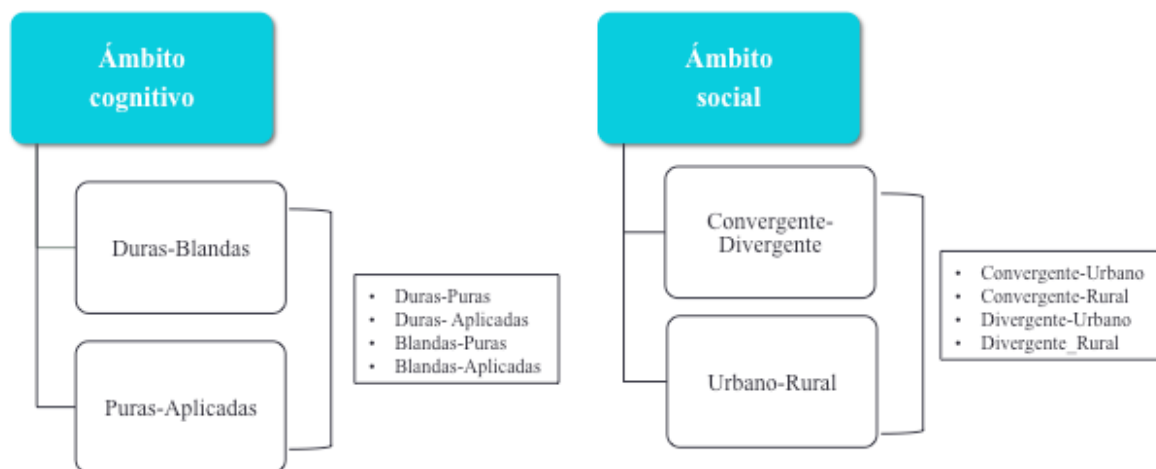 Ámbito
cognitivo
Duras-Blandas
Puras-Aplicadas
• Duras-Puras
• Duras- Aplicadas
• Blandas-Puras
• Blandas-Aplicadas
Ámbito
social
Convergente-
Divergente
Urbano-Rural
• Convergente-Urbano
• Convergente-Rural
• Divergente-Urbano
• Divergente_Rural